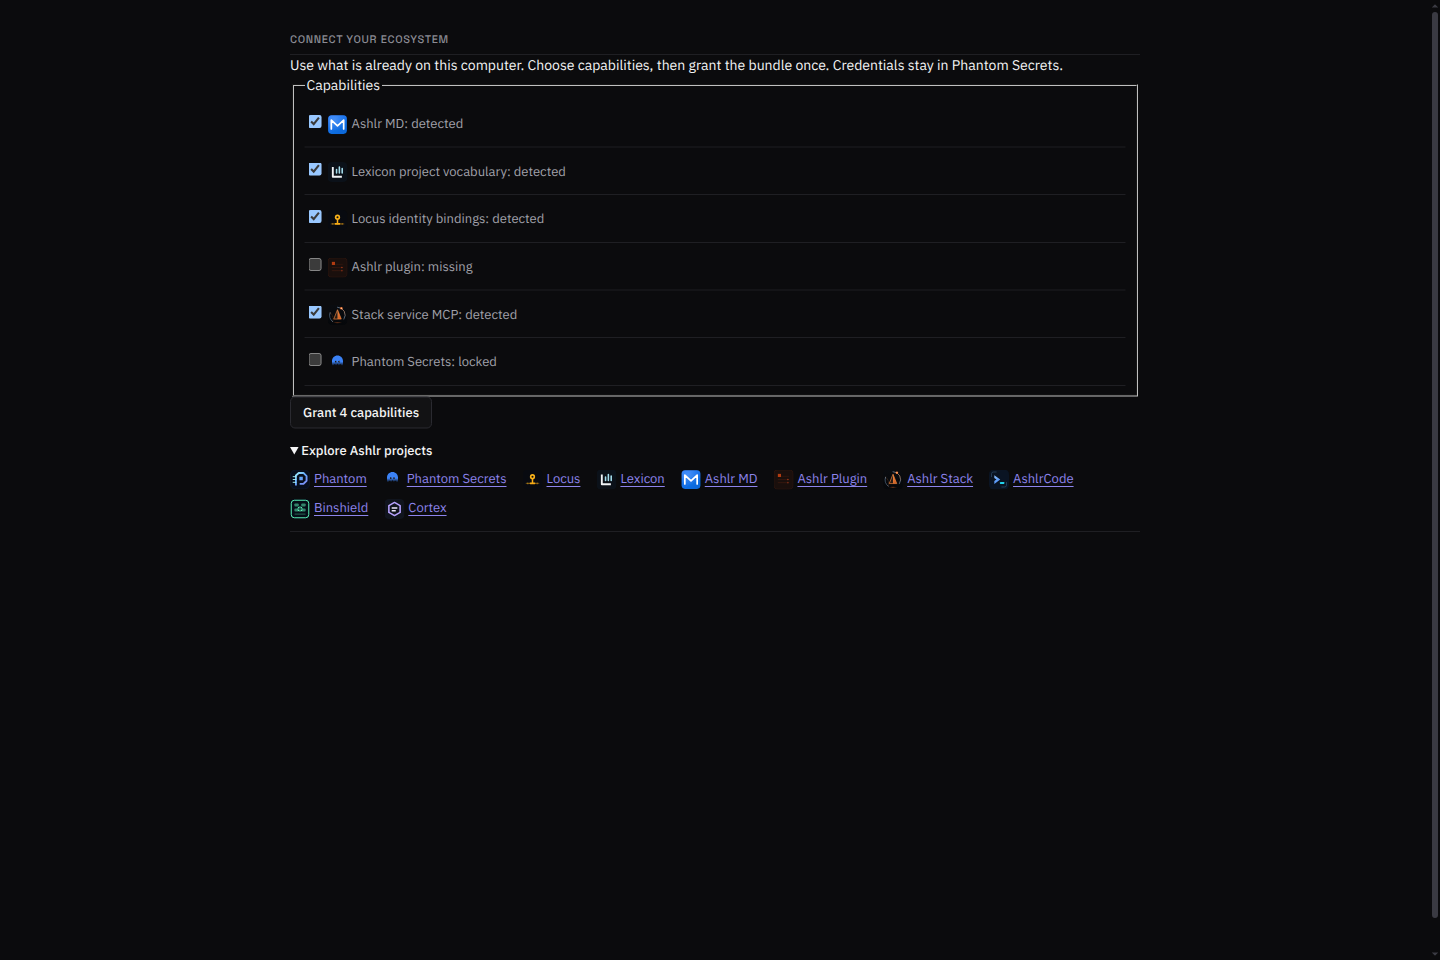 CONNECT YOUR ECOSYSTEM
Use what is already on this computer. Choose capabilities, then grant the bundle once. Credentials stay in Phantom Secrets.
Capabilities
Ashlr MD: detected
Lexicon project vocabulary: detected
Locus identity bindings: detected
Ashlr plugin: missing
Stack service MCP: detected
Phantom Secrets: locked
Grant 4 capabilities
Explore Ashlr projects
Phantom Phantom Secrets Locus Lexicon Ashlr MD Ashlr Plugin Ashlr Stack AshlrCode
Binshield Cortex